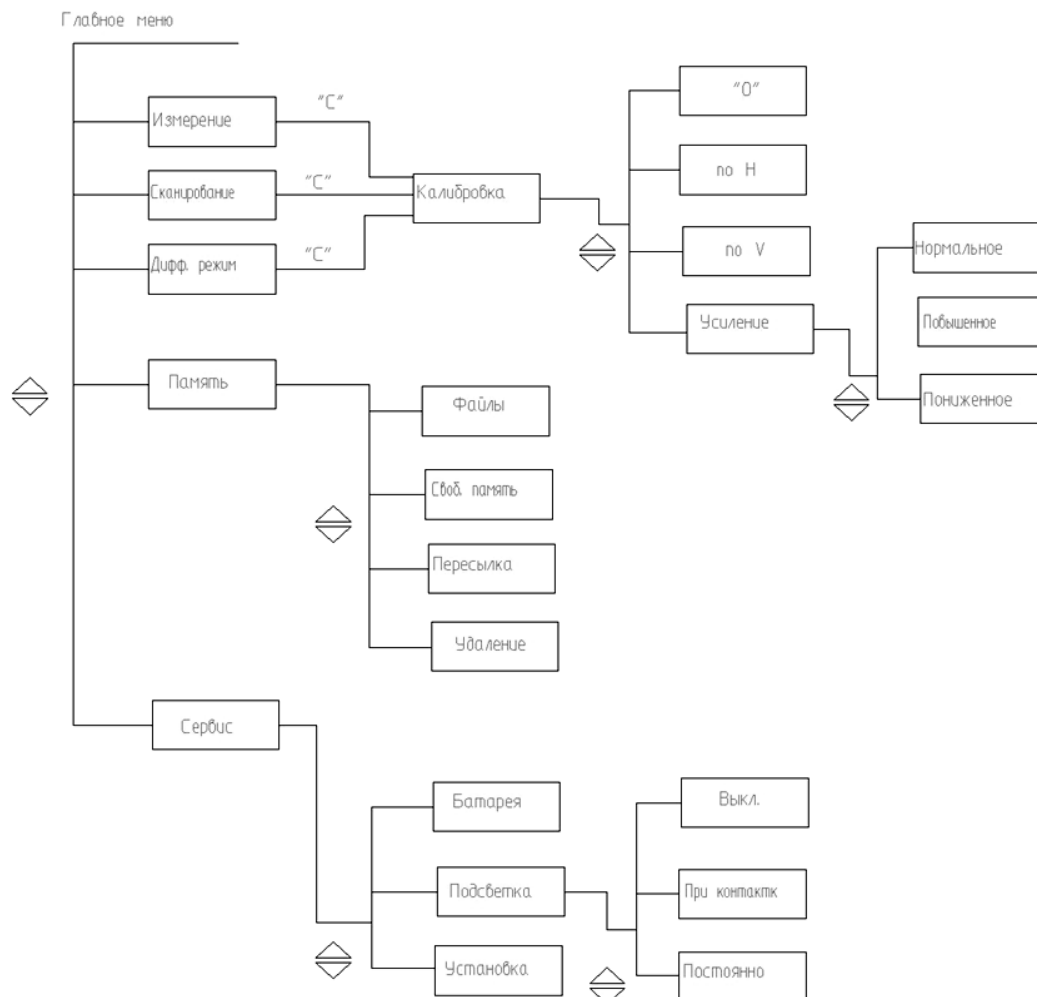 Главное меню
Измерение
"С"
Сканирование
"С"
Дифф. режим
"С"
Калибровка
"О"
по Н
по V
Усиление
Нормальное
Повышенное
Пониженное
Память
Файлы
Своб. память
Пересылка
Удаление
Сервис
Батарея
Подсветка
Установка
Выкл.
При контактк
Постоянно